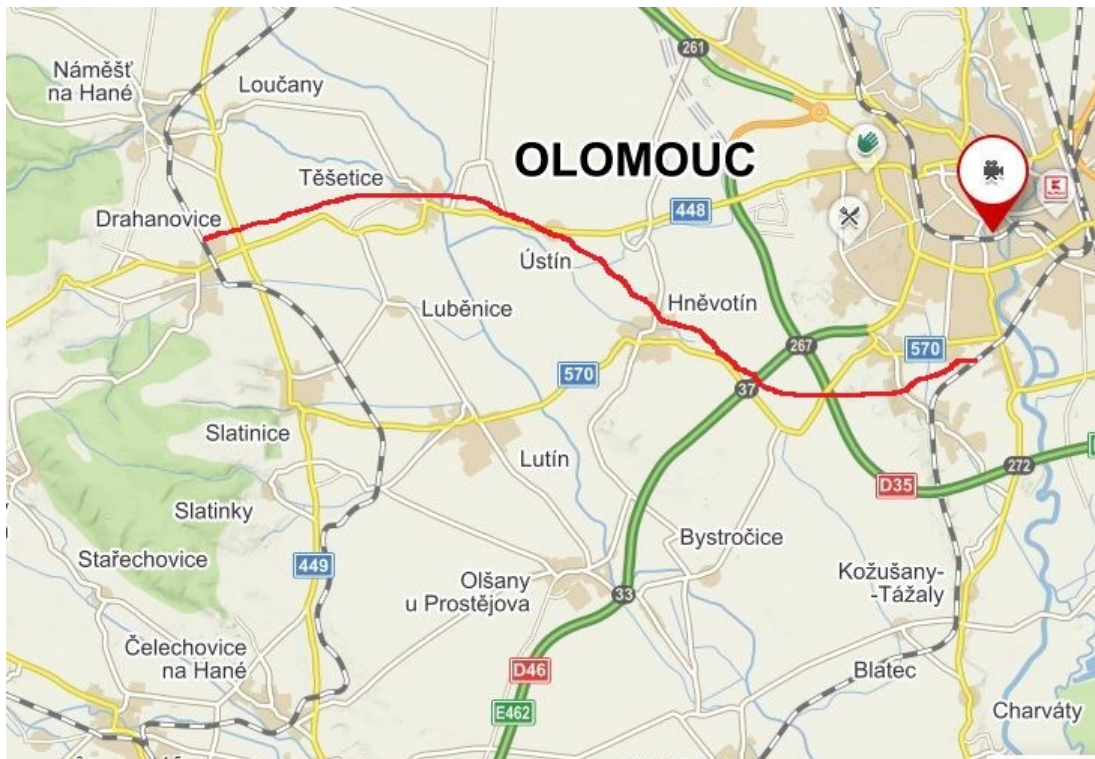 261
Náměšť
na Hané
Loučany
OLOMOUC
Těšetice
Drahanovice
448
Ústín
Hněvotín
Luběnice
267
570
570
37
Slatinice
Lutín
D35
272
Slatinky
Bystročice
Stařechovice
449
Olšany
u Prostějova
33
Kožušany-
-Tážaly
Čelechovice
na Hané
D46
Blatec
E462
Charváty